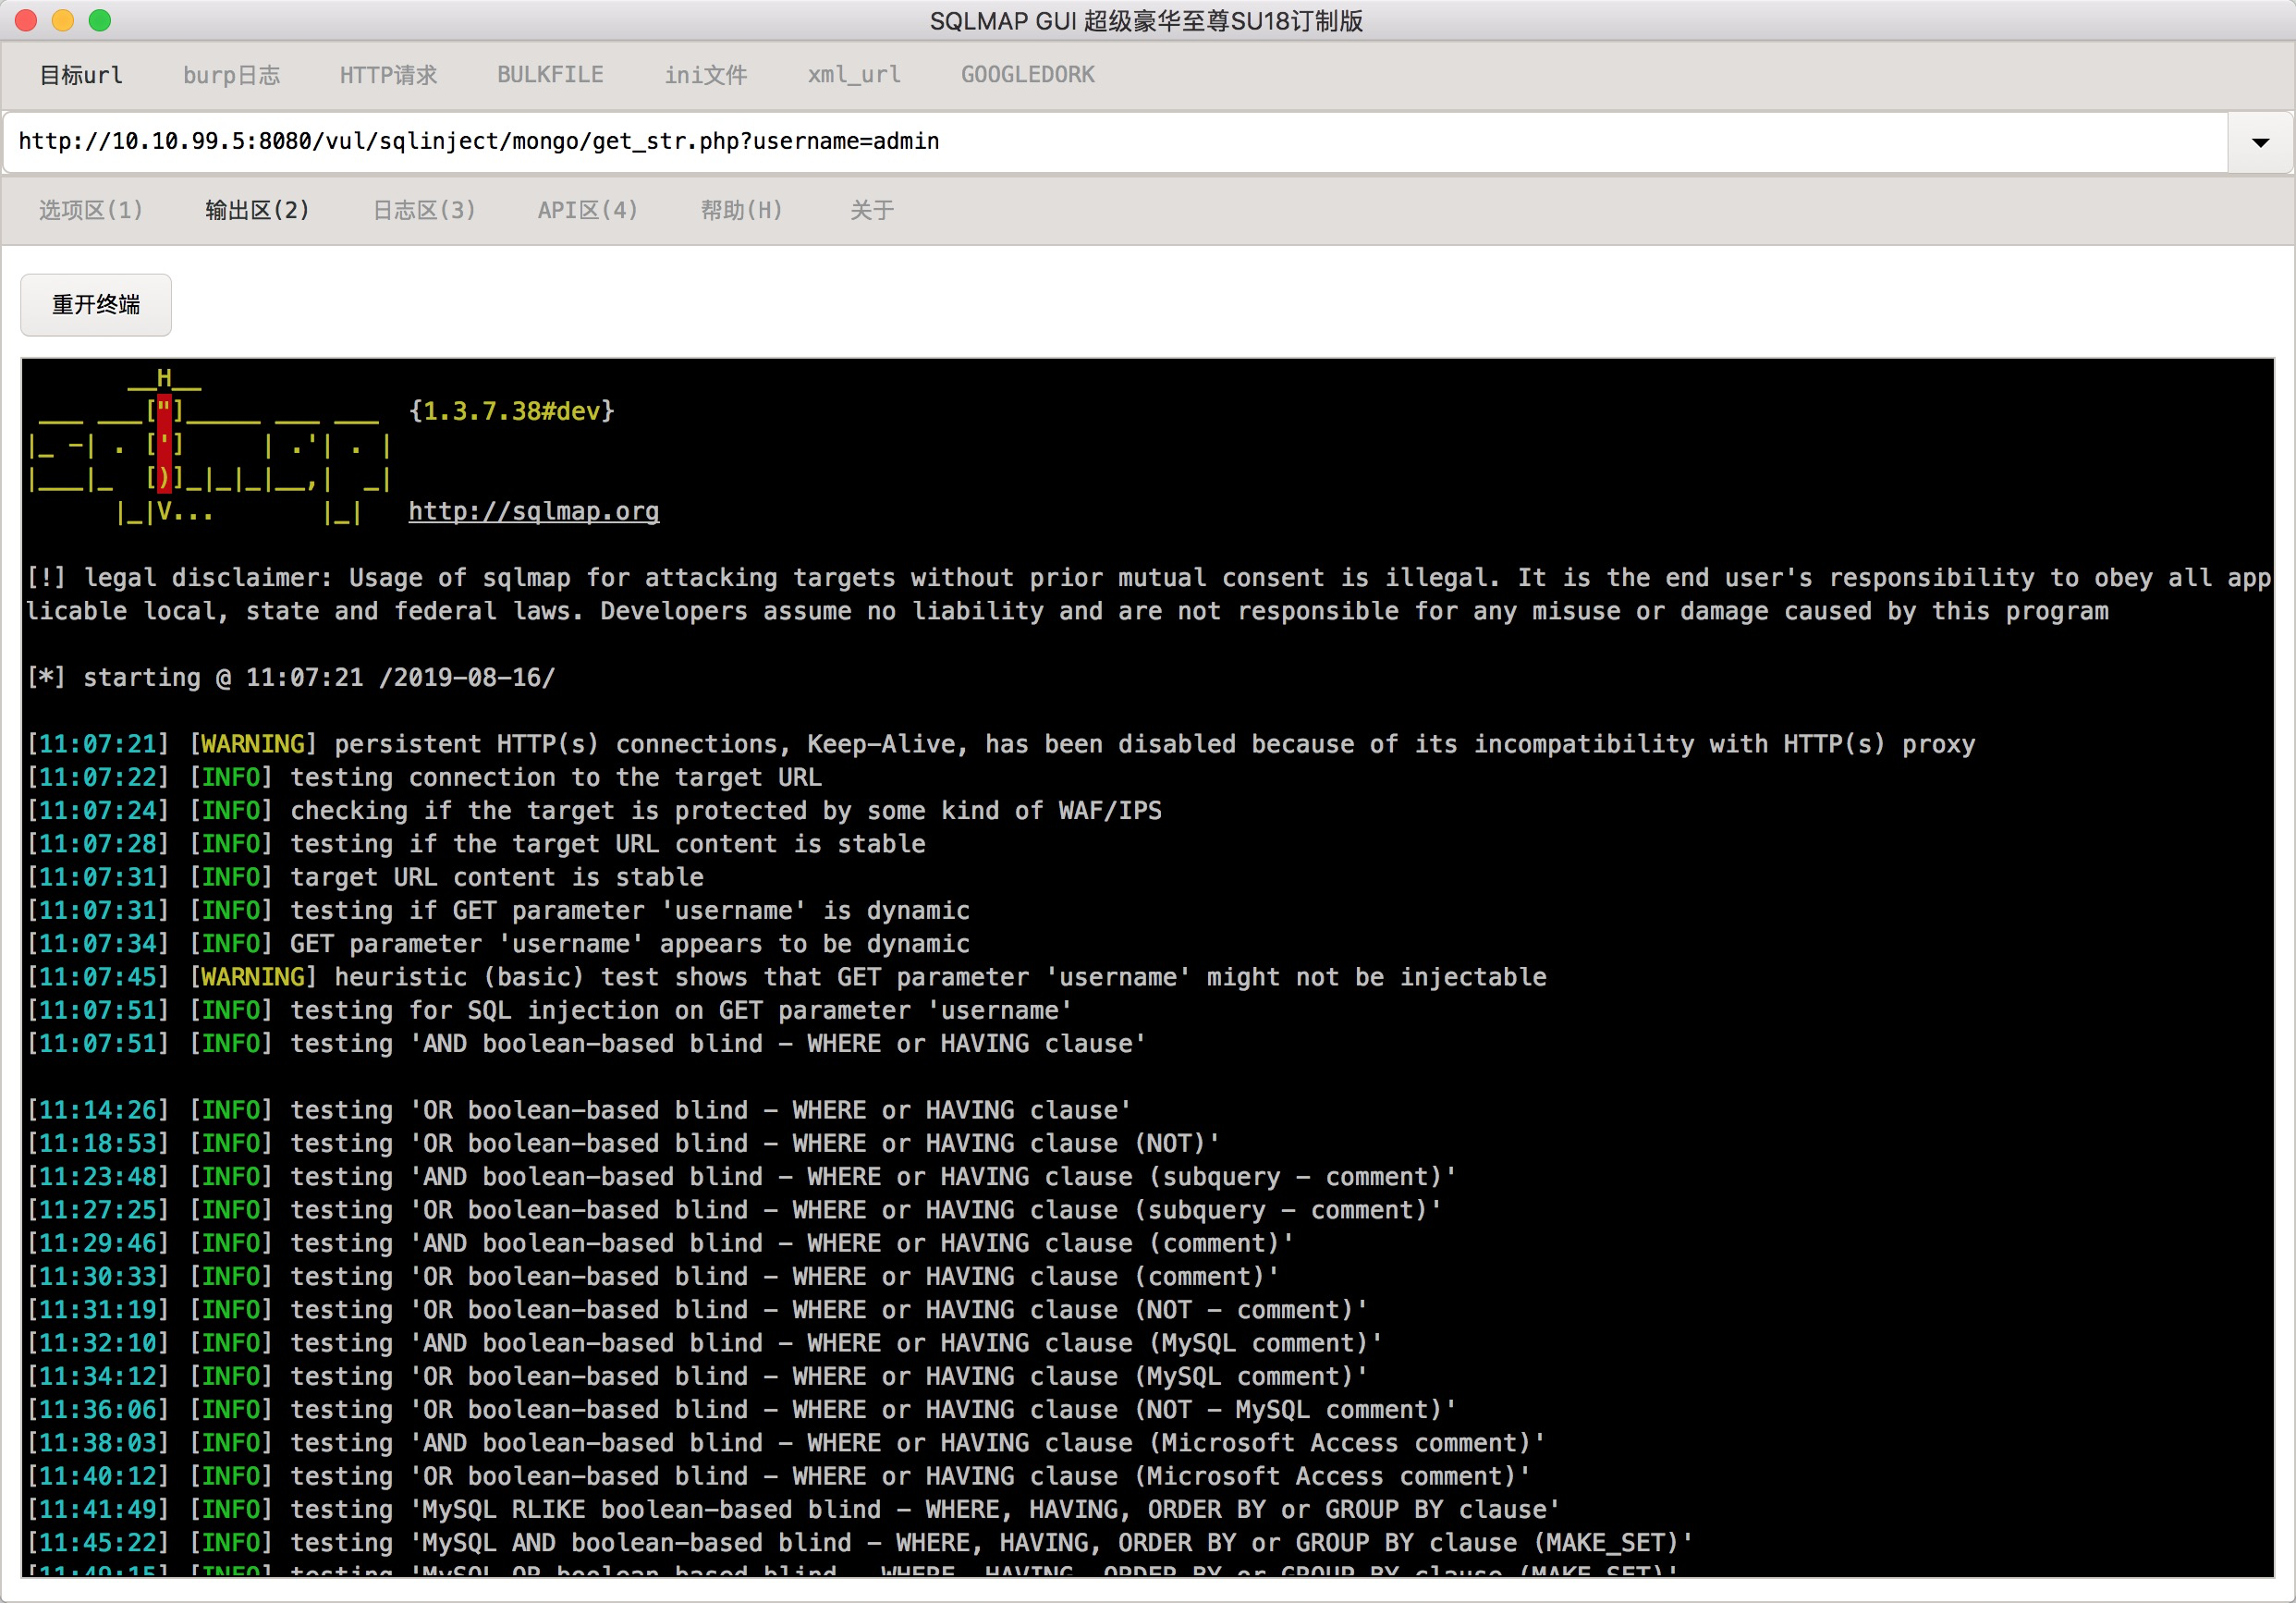 SQLMAP GUI 超级豪华至尊SU18订制版
目标url burp日志 HTTP请求 BULKFILE ini文件 xml_url GOOGLEDORK
http://10.10.99.5:8080/vul/sqlinject/mongo/get_str.php?username=admin
选项区(1) 输出区(2) 日志区(3) API区(4) 帮助(H) 关于
重开终端
        __H__
 ___ ___["]_____ ___ ___  {1.3.7.38#dev}
|_ -| . [']     | .'| . |
|___|_  [)]_|_|_|__,|  _|
      |_|V...       |_|   http://sqlmap.org
[!] legal disclaimer: Usage of sqlmap for attacking targets without prior mutual consent is illegal. It is the end user's responsibility to obey all app
licable local, state and federal laws. Developers assume no liability and are not responsible for any misuse or damage caused by this program
[*] starting @ 11:07:21 /2019-08-16/
[11:07:21] [WARNING] persistent HTTP(s) connections, Keep-Alive, has been disabled because of its incompatibility with HTTP(s) proxy
[11:07:22] [INFO] testing connection to the target URL
[11:07:24] [INFO] checking if the target is protected by some kind of WAF/IPS
[11:07:28] [INFO] testing if the target URL content is stable
[11:07:31] [INFO] target URL content is stable
[11:07:31] [INFO] testing if GET parameter 'username' is dynamic
[11:07:34] [INFO] GET parameter 'username' appears to be dynamic
[11:07:45] [WARNING] heuristic (basic) test shows that GET parameter 'username' might not be injectable
[11:07:51] [INFO] testing for SQL injection on GET parameter 'username'
[11:07:51] [INFO] testing 'AND boolean-based blind - WHERE or HAVING clause'
[11:14:26] [INFO] testing 'OR boolean-based blind - WHERE or HAVING clause'
[11:18:53] [INFO] testing 'OR boolean-based blind - WHERE or HAVING clause (NOT)'
[11:23:48] [INFO] testing 'AND boolean-based blind - WHERE or HAVING clause (subquery - comment)'
[11:27:25] [INFO] testing 'OR boolean-based blind - WHERE or HAVING clause (subquery - comment)'
[11:29:46] [INFO] testing 'AND boolean-based blind - WHERE or HAVING clause (comment)'
[11:30:33] [INFO] testing 'OR boolean-based blind - WHERE or HAVING clause (comment)'
[11:31:19] [INFO] testing 'OR boolean-based blind - WHERE or HAVING clause (NOT - comment)'
[11:32:10] [INFO] testing 'AND boolean-based blind - WHERE or HAVING clause (MySQL comment)'
[11:34:12] [INFO] testing 'OR boolean-based blind - WHERE or HAVING clause (MySQL comment)'
[11:36:06] [INFO] testing 'OR boolean-based blind - WHERE or HAVING clause (NOT - MySQL comment)'
[11:38:03] [INFO] testing 'AND boolean-based blind - WHERE or HAVING clause (Microsoft Access comment)'
[11:40:12] [INFO] testing 'OR boolean-based blind - WHERE or HAVING clause (Microsoft Access comment)'
[11:41:49] [INFO] testing 'MySQL RLIKE boolean-based blind - WHERE, HAVING, ORDER BY or GROUP BY clause'
[11:45:22] [INFO] testing 'MySQL AND boolean-based blind - WHERE, HAVING, ORDER BY or GROUP BY clause (MAKE_SET)'
[11:49:15] [INFO] testing 'MySQL OR boolean-based blind - WHERE, HAVING, ORDER BY or GROUP BY clause (MAKE_SET)'